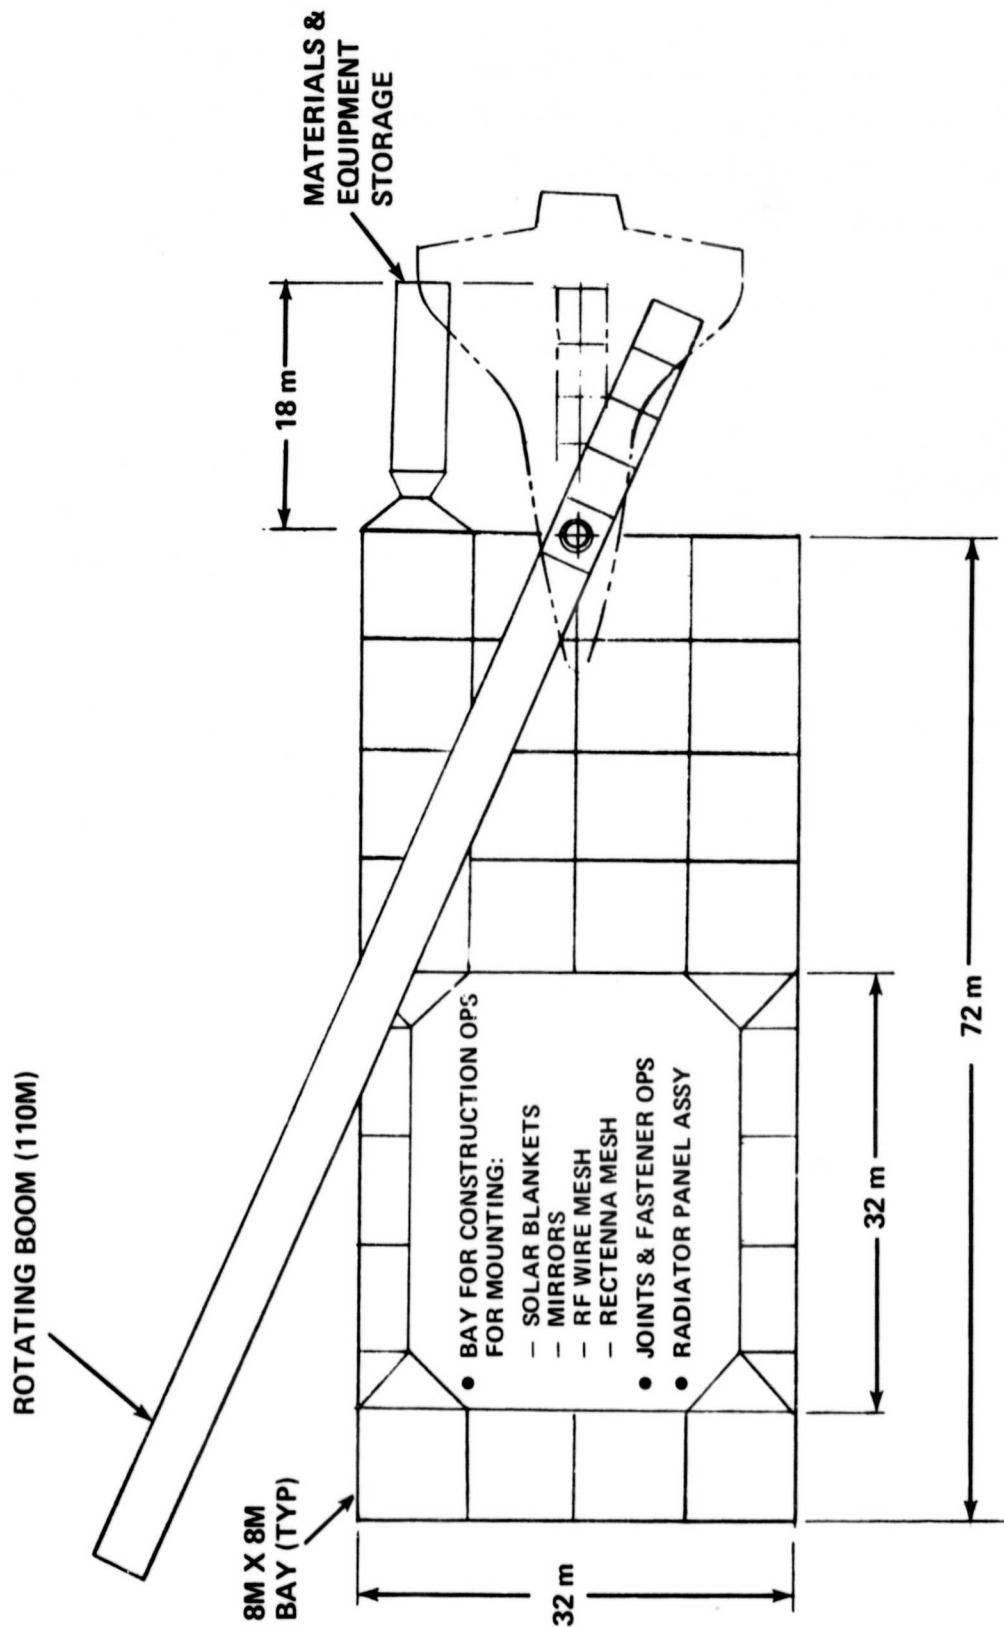 ROTATING BOOM (110M)
MATERIALS &
EQUIPMENT
STORAGE
18 m
8M X 8M
BAY (TYP)
● BAY FOR CONSTRUCTION OPS
FOR MOUNTING:
– SOLAR BLANKETS
– MIRRORS
– RF WIRE MESH
– RECTENNA MESH
● JOINTS & FASTENER OPS
● RADIATOR PANEL ASSY
32 m
32 m
72 m